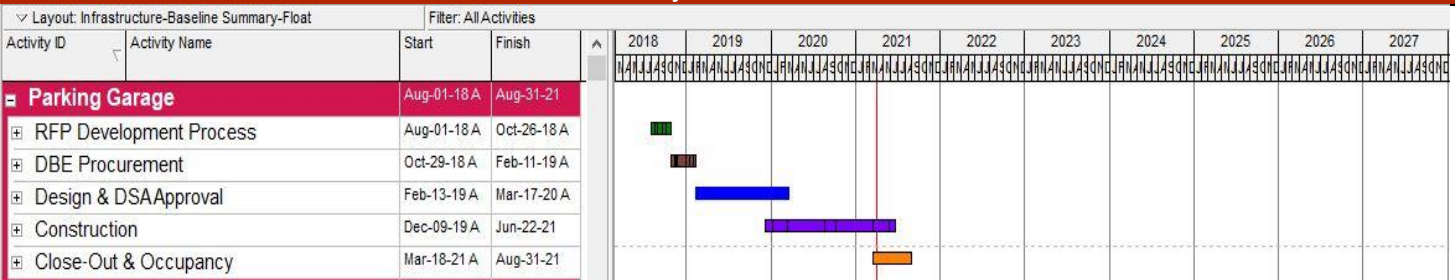 Layout: Infrastructure-Baseline Summary-Float Filter: All Activities
Activity ID Activity Name Start Finish 2018 2019 2020 2021 2022 2023 2024 2025 2026 2027
Parking Garage Aug-01-18 A Aug-31-21
RFP Development Process Aug-01-18 A Oct-26-18 A
DBE Procurement Oct-29-18 A Feb-11-19 A
Design & DSA Approval Feb-13-19 A Mar-17-20 A
Construction Dec-09-19 A Jun-22-21
Close-Out & Occupancy Mar-18-21 A Aug-31-21